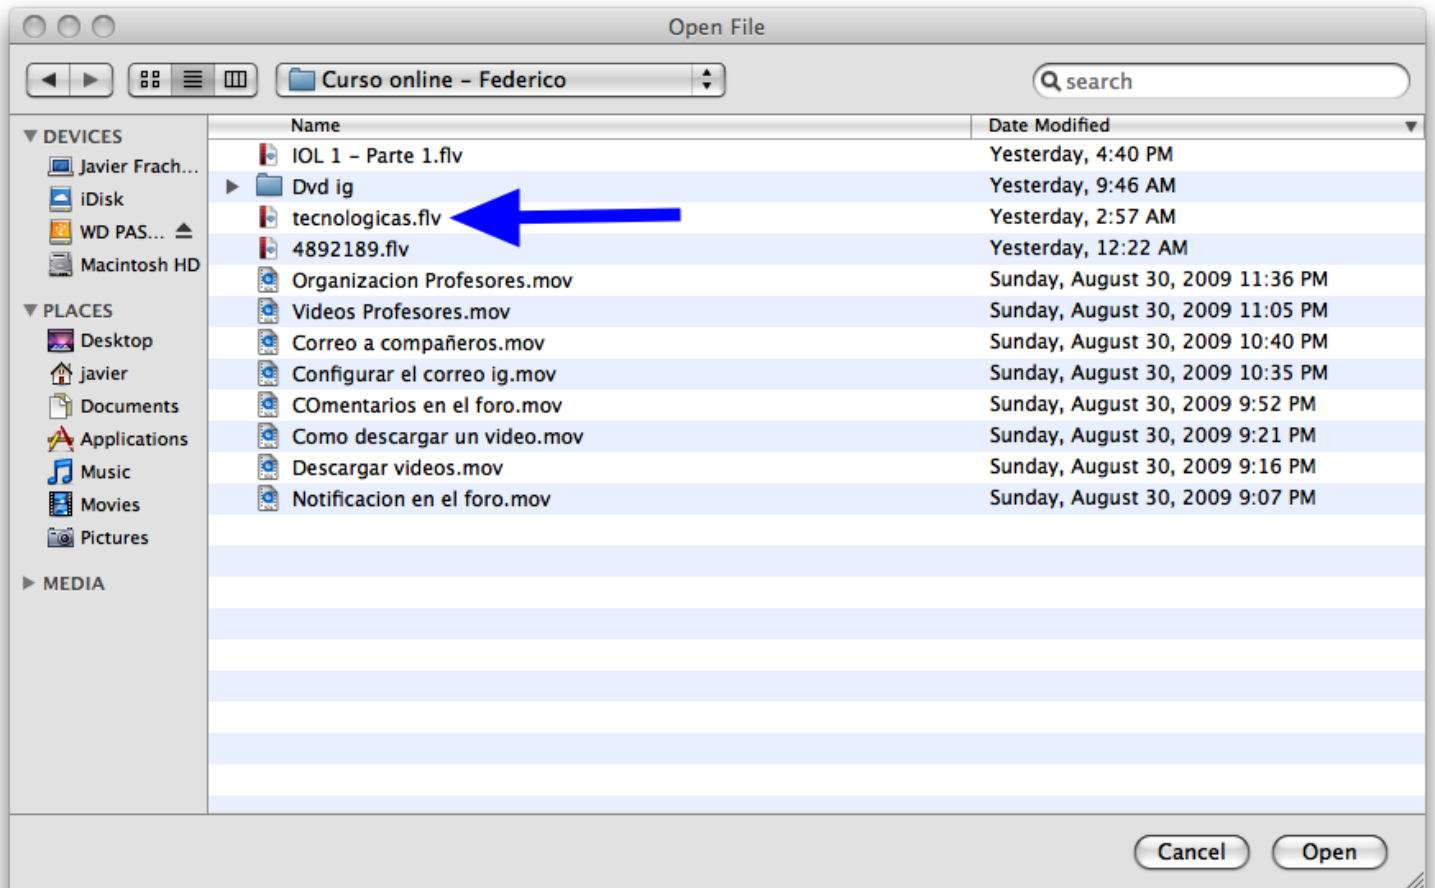 Open File
Curso online – Federico
search
DEVICES
Javier Frach...
iDisk
WD PAS...
Macintosh HD
PLACES
Desktop
javier
Documents
Applications
Music
Movies
Pictures
MEDIA
Name Date Modified
IOL 1 – Parte 1.flv Yesterday, 4:40 PM
Dvd ig Yesterday, 9:46 AM
tecnologicas.flv Yesterday, 2:57 AM
4892189.flv Yesterday, 12:22 AM
Organizacion Profesores.mov Sunday, August 30, 2009 11:36 PM
Videos Profesores.mov Sunday, August 30, 2009 11:05 PM
Correo a compañeros.mov Sunday, August 30, 2009 10:40 PM
Configurar el correo ig.mov Sunday, August 30, 2009 10:35 PM
COmentarios en el foro.mov Sunday, August 30, 2009 9:52 PM
Como descargar un video.mov Sunday, August 30, 2009 9:21 PM
Descargar videos.mov Sunday, August 30, 2009 9:16 PM
Notificacion en el foro.mov Sunday, August 30, 2009 9:07 PM
Cancel Open